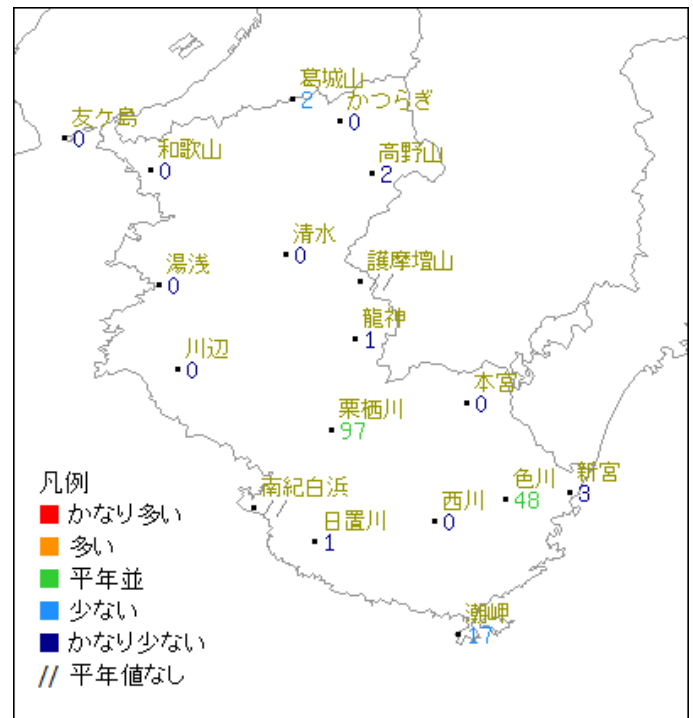 葛城山
2
かつらぎ
0
友ケ島
0
和歌山
0
高野山
2
清水
0
湯浅
0
護摩壇山
//
龍神
1
川辺
0
本宮
0
栗栖川
97
南紀白浜
//
日置川
1
西川
0
色川
48
新宮
3
潮岬
17
凡例
かなり多い
多い
平年並
少ない
かなり少ない
// 平年値なし